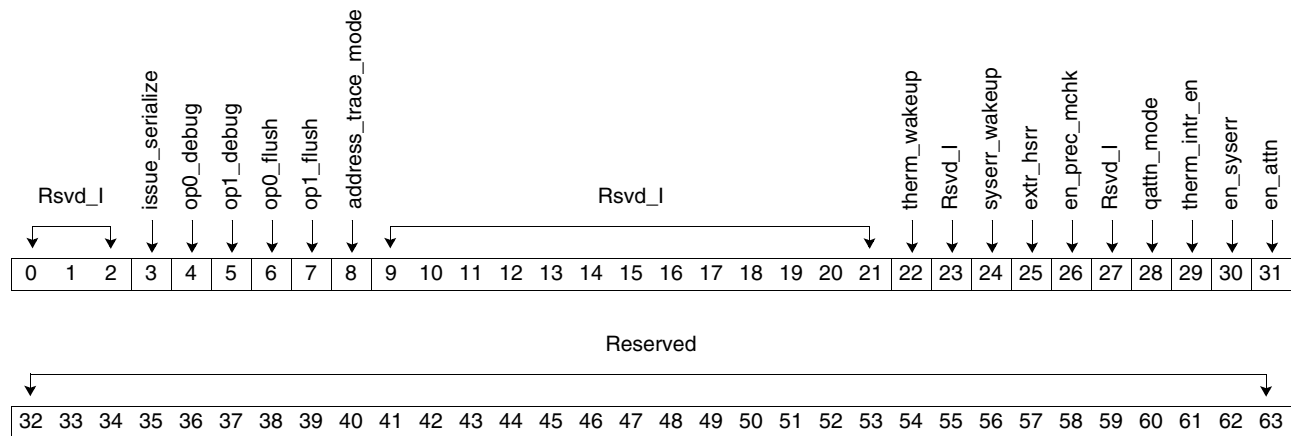 Rsvd_I
issue_serialize
op0_debug
op1_debug
op0_flush
op1_flush
address_trace_mode
Rsvd_I
therm_wakeup
Rsvd_I
syserr_wakeup
extr_hsrr
en_prec_mchk
Rsvd_I
qattn_mode
therm_intr_en
en_syserr
en_attn
0 1 2 3 4 5 6 7 8 9 10 11 12 13 14 15 16 17 18 19 20 21 22 23 24 25 26 27 28 29 30 31
Reserved
32 33 34 35 36 37 38 39 40 41 42 43 44 45 46 47 48 49 50 51 52 53 54 55 56 57 58 59 60 61 62 63